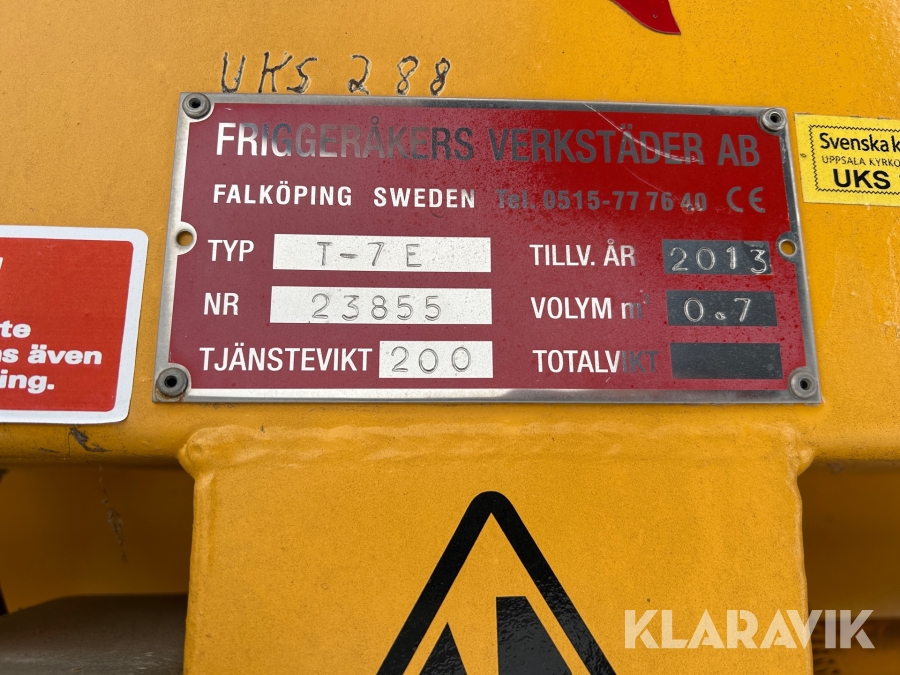 UKS 288
FRIGGERÅKERS VERKSTÄDER AB
FALKÖPING SWEDEN Tel. 0515-77 76 40 CE
TYP T-7 E TILLV. ÅR 2013
NR 23855 VOLYM m³ 0.7
TJÄNSTEVIKT 200 TOTALVIKT
Svenska k
UPPSALA KYRKO
UKS
te
s även
ing.
KLARAVIK